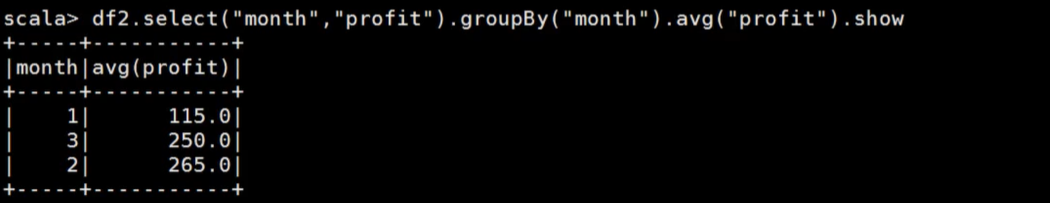 scala> df2.select("month","profit").groupBy("month").avg("profit").show
+-----+-----------+
|month|avg(profit)|
+-----+-----------+
|    1|      115.0|
|    3|      250.0|
|    2|      265.0|
+-----+-----------+